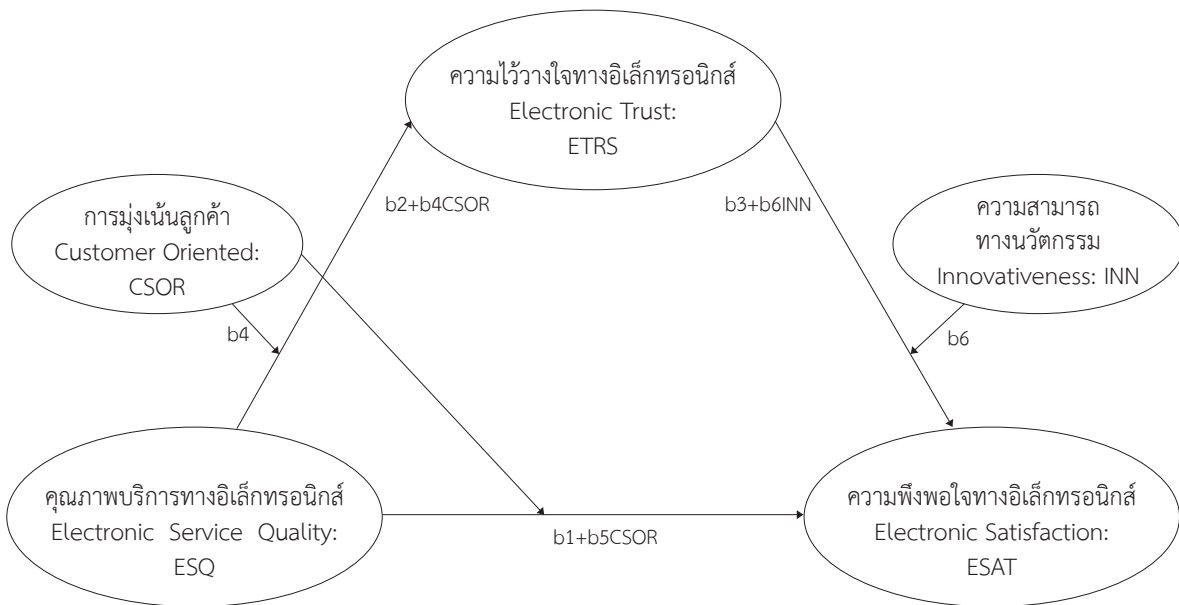 ความไว้วางใจทางอิเล็กทรอนิกส์
Electronic Trust:
ETRS
b2+b4CSOR
b3+b6INN
การมุ่งเน้นลูกค้า
Customer Oriented:
CSOR
ความสามารถ
ทางนวัตกรรม
Innovativeness: INN
b4
b6
คุณภาพบริการทางอิเล็กทรอนิกส์
Electronic Service Quality:
ESQ
b1+b5CSOR
ความพึงพอใจทางอิเล็กทรอนิกส์
Electronic Satisfaction:
ESAT